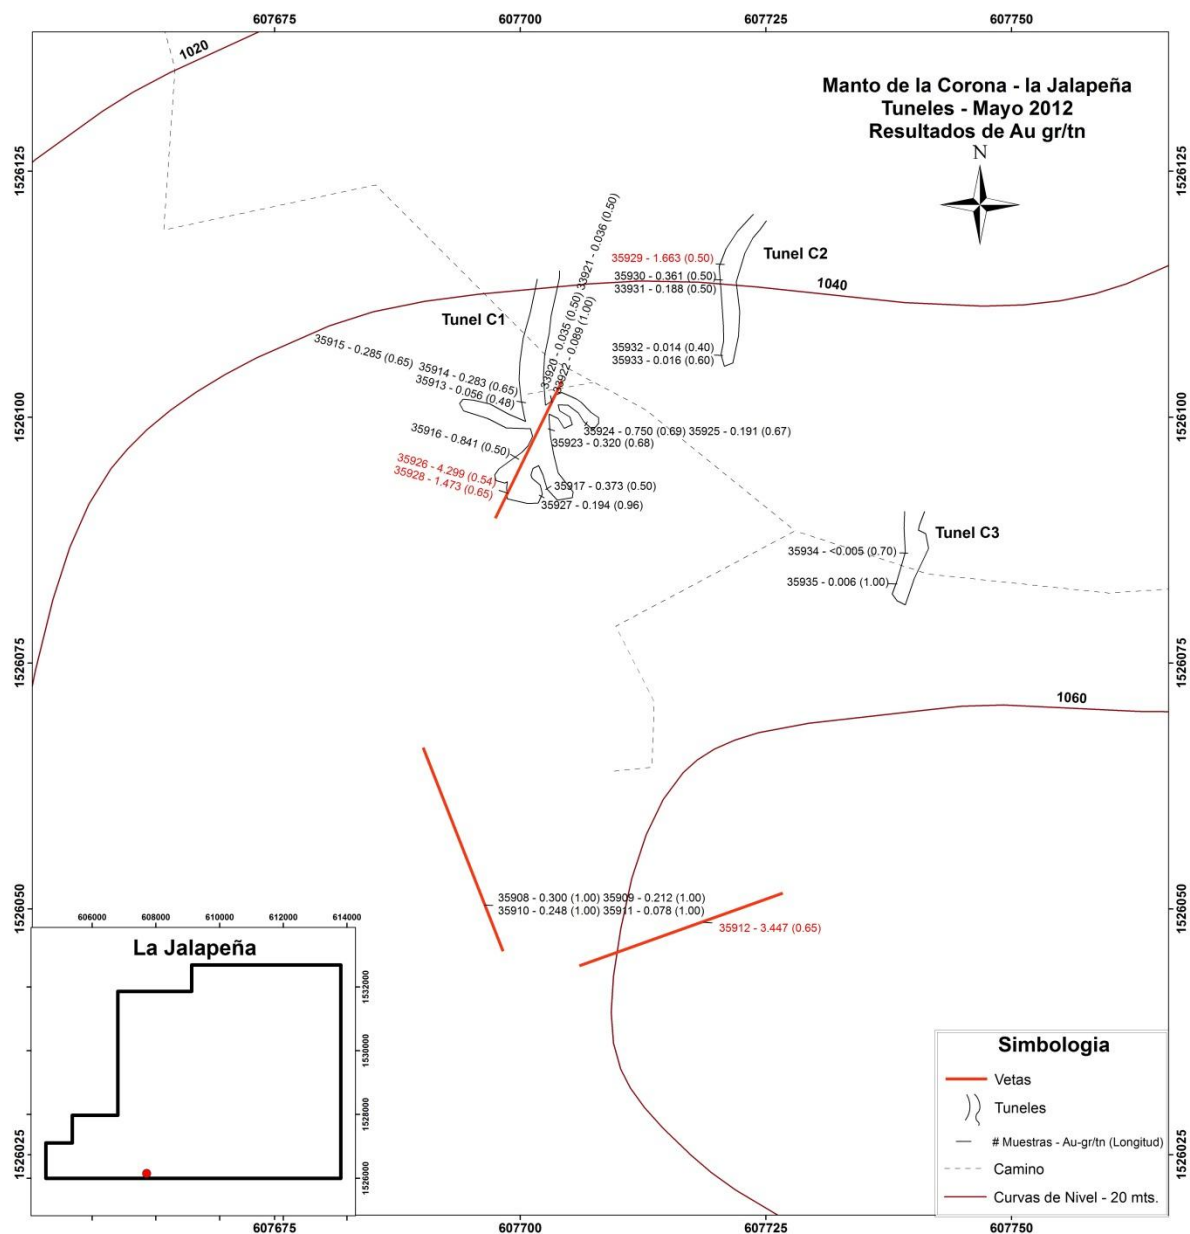 607675
607700
607725
607750
1020
Manto de la Corona - la Jalapeña
Tuneles - Mayo 2012
Resultados de Au gr/tn
N
1526125
1526125
33921 - 0.036 (0.50)
33920 - 0.035 (0.50)
33922 - 0.089 (1.00)
Tunel C2
35929 - 1.663 (0.50)
35930 - 0.361 (0.50)
33931 - 0.188 (0.50)
1040
Tunel C1
35932 - 0.014 (0.40)
35933 - 0.016 (0.60)
35915 - 0.285 (0.65) 35914 - 0.283 (0.65)
35913 - 0.056 (0.48)
1526100
1526100
35924 - 0.750 (0.69) 35925 - 0.191 (0.67)
35923 - 0.320 (0.68)
35916 - 0.841 (0.50)
35926 - 4.299 (0.54)
35928 - 1.473 (0.65)
35917 - 0.373 (0.50)
35927 - 0.194 (0.96)
Tunel C3
35934 - <0.005 (0.70)
35935 - 0.006 (1.00)
1526075
1526075
1060
35908 - 0.300 (1.00) 35909 - 0.212 (1.00)
35910 - 0.248 (1.00) 35911 - 0.078 (1.00)
35912 - 3.447 (0.65)
1526050
1526050
606000
608000
610000
612000
614000
La Jalapeña
1532000
1530000
1528000
1526000
Simbologia
Vetas
Tuneles
# Muestras - Au-gr/tn (Longitud)
Camino
Curvas de Nivel - 20 mts.
1526025
1526025
607675
607700
607725
607750